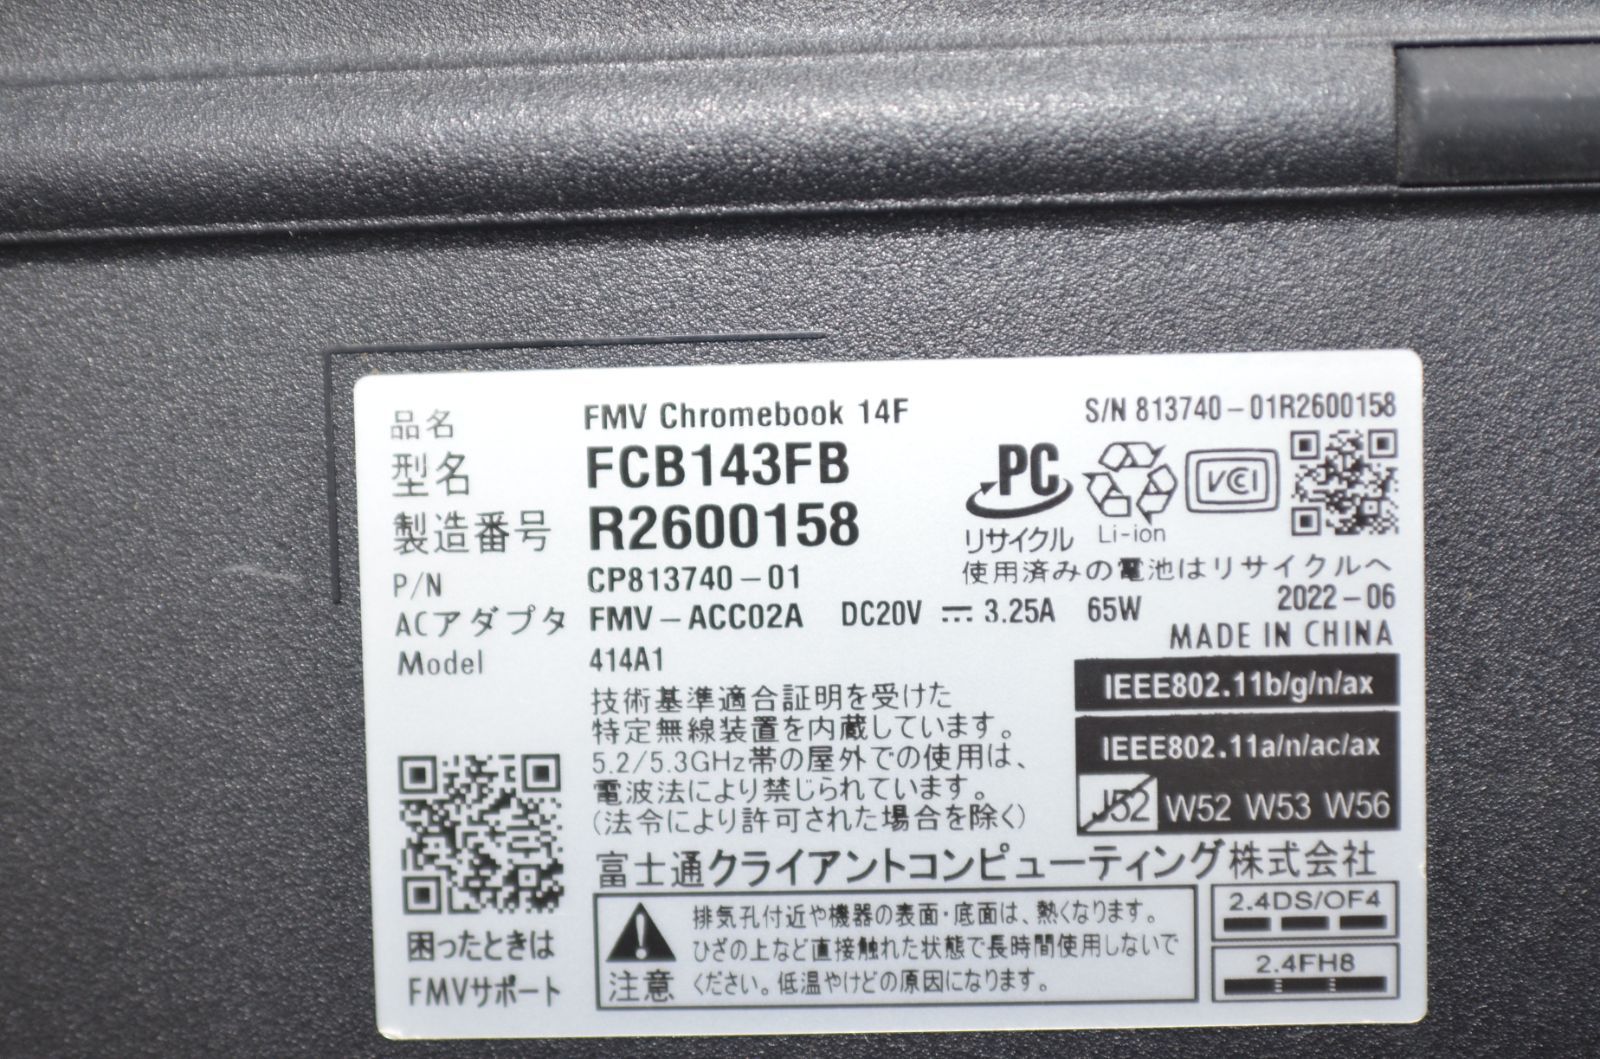 品名 FMV Chromebook 14F
型名 FCB143FB
製造番号 R2600158
P/N CP813740-01
ACアダプタ FMV-ACC02A DC20V ⎓ 3.25A 65W
Model 414A1
S/N 813740-01R2600158
PC
リサイクル
Li-ion
VCCI
使用済みの電池はリサイクルへ
2022-06
MADE IN CHINA
技術基準適合証明を受けた
特定無線装置を内蔵しています。
5.2/5.3GHz帯の屋外での使用は、
電波法により禁じられています。
(法令により許可された場合を除く)
IEEE802.11b/g/n/ax
IEEE802.11a/n/ac/ax
J52 W52 W53 W56
富士通クライアントコンピューティング株式会社
困ったときは
FMVサポート
注意
排気孔付近や機器の表面・底面は、熱くなります。
ひざの上など直接触れた状態で長時間使用しないで
ください。低温やけどの原因になります。
2.4DS/OF4
2.4FH8